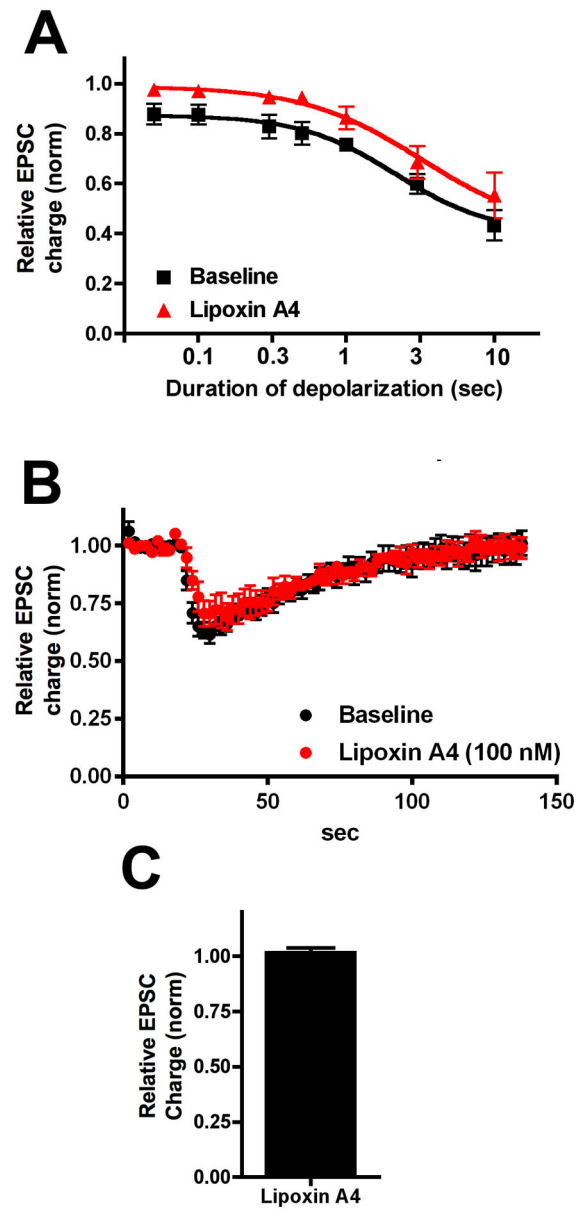 A
Relative EPSC
charge (norm)
1.0
0.8
0.6
0.4
0.2
0.0
Baseline
Lipoxin A4
0.1 0.3 1 3 10
Duration of depolarization (sec)
B
Relative EPSC
charge (norm)
1.00
0.75
0.50
0.25
0.00
Baseline
Lipoxin A4 (100 nM)
0 50 100 150
sec
C
Relative EPSC
Charge (norm)
1.00
0.75
0.50
0.25
0.00
Lipoxin A4